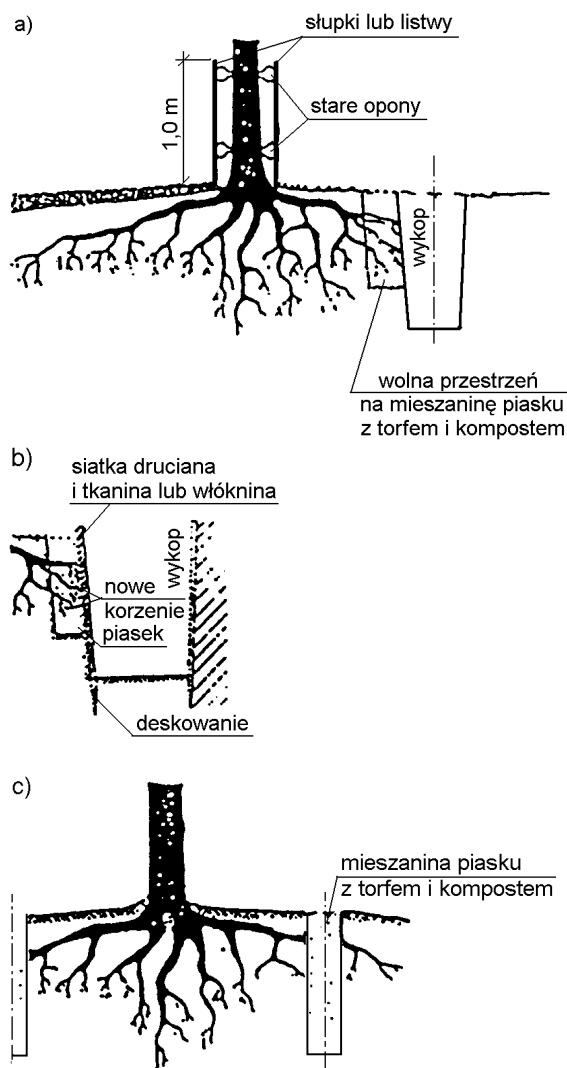 a)
słupki lub listwy
stare opony
1,0 m
wykop
wolna przestrzeń
na mieszaninę piasku
z torfem i kompostem
b)
siatka druciana
i tkanina lub włóknina
wykop
nowe
korzenie
piasek
deskowanie
c)
mieszanina piasku
z torfem i kompostem